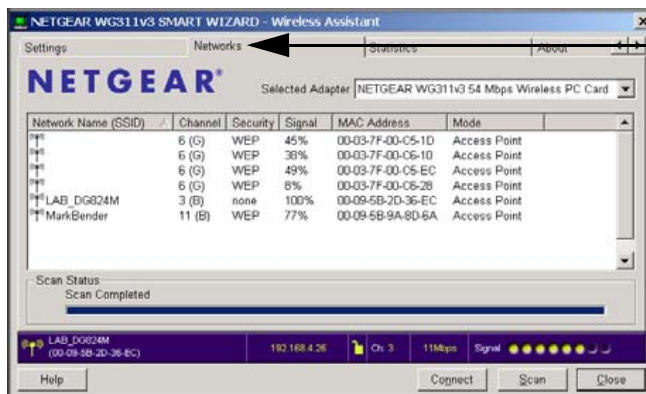 NETGEAR WG311v3 SMART WIZARD - Wireless Assistant
Settings Networks Statistics About
NETGEAR®
Selected Adapter NETGEAR WG311v3 54 Mbps Wireless PC Card
Network Name (SSID) Channel Security Signal MAC Address Mode
6 (G) WEP 45% 00-03-7F-00-C5-1D Access Point
6 (G) WEP 38% 00-03-7F-00-C6-10 Access Point
6 (G) WEP 49% 00-03-7F-00-C5-EC Access Point
6 (G) WEP 8% 00-03-7F-00-C6-28 Access Point
LAB_DG824M 3 (B) none 100% 00-09-5B-2D-36-EC Access Point
MarkBender 11 (B) WEP 77% 00-09-5B-9A-8D-6A Access Point
Scan Status
Scan Completed
LAB_DG824M
(00-09-5B-2D-36-EC) 192.168.4.26 Ch: 3 11Mbps Signal
Help Connect Scan Close